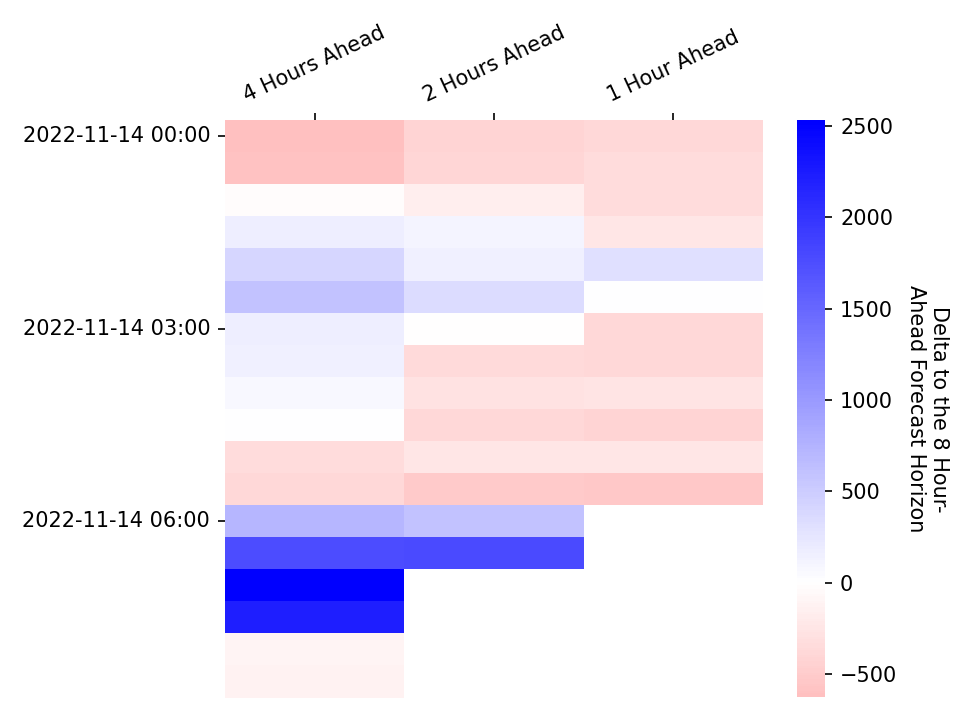 4 Hours Ahead
2 Hours Ahead
1 Hour Ahead
2022-11-14 00:00
2022-11-14 03:00
2022-11-14 06:00
2500
2000
1500
1000
500
0
−500
Delta to the 8 Hour-
Ahead Forecast Horizon